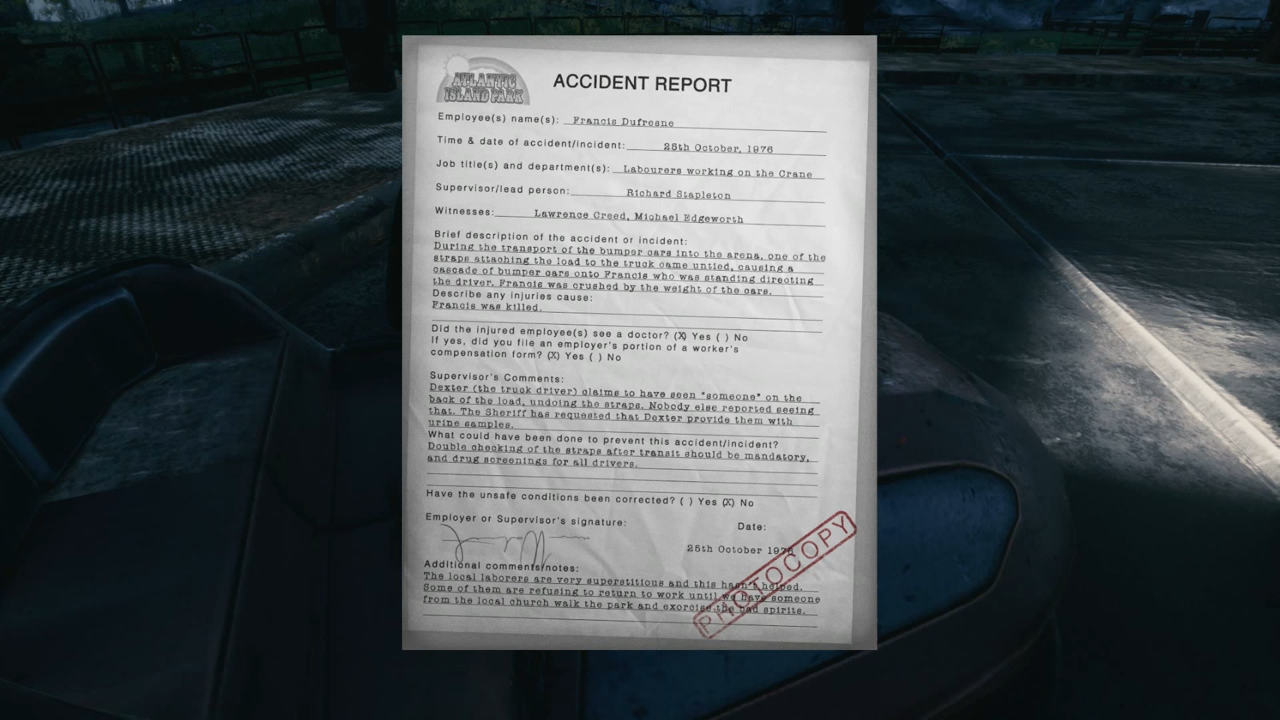 ATLANTIC
ISLAND PARK
ACCIDENT REPORT
Employee(s) name(s): Francis Dufresne
Time & date of accident/incident: 25th October, 1976
Job title(s) and department(s): Labourers working on the Crane
Supervisor/lead person: Richard Stapleton
Witnesses: Lawrence Creed, Michael Edgeworth
Brief description of the accident or incident:
During the transport of the bumper cars into the arena, one of the
straps attaching the load to the truck came untied, causing a
cascade of bumper cars onto Francis who was standing directing
the driver. Francis was crushed by the weight of the cars.
Describe any injuries cause:
Francis was killed.
Did the injured employee(s) see a doctor? (X) Yes ( ) No
If yes, did you file an employer's portion of a worker's
compensation form? (X) Yes ( ) No
Supervisor's Comments:
Dexter (the truck driver) claims to have seen "someone" on the
back of the load, undoing the straps. Nobody else reported seeing
that. The Sheriff has requested that Dexter provide them with
urine samples.
What could have been done to prevent this accident/incident?
Double checking of the straps after transit should be mandatory,
and drug screenings for all drivers.
Have the unsafe conditions been corrected? ( ) Yes (X) No
Employer or Supervisor's signature:
Date:
25th October 1976
Additional comments/notes:
The local laborers are very superstitious and this hasn't helped.
Some of them are refusing to return to work until we have someone
from the local church walk the park and exorcise the bad spirits.
PHOTOCOPY